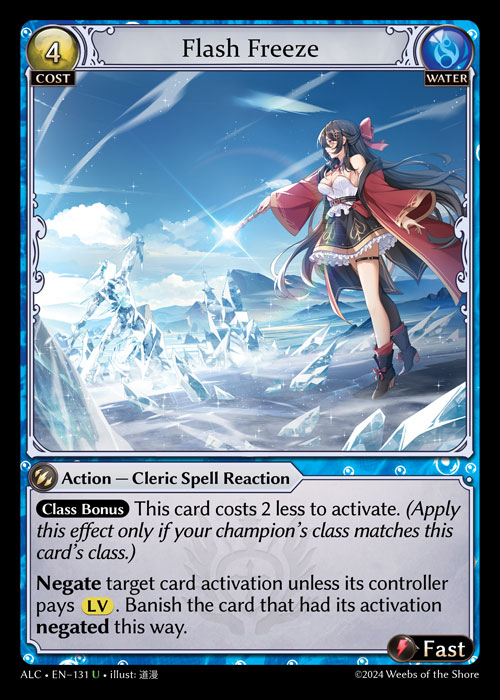 4
COST
Flash Freeze
WATER
Action — Cleric Spell Reaction
Class Bonus This card costs 2 less to activate. (Apply
this effect only if your champion's class matches this
card's class.)
Negate target card activation unless its controller
pays LV. Banish the card that had its activation
negated this way.
Fast
ALC • EN–131 U • illust: 道漫
©2024 Weebs of the Shore